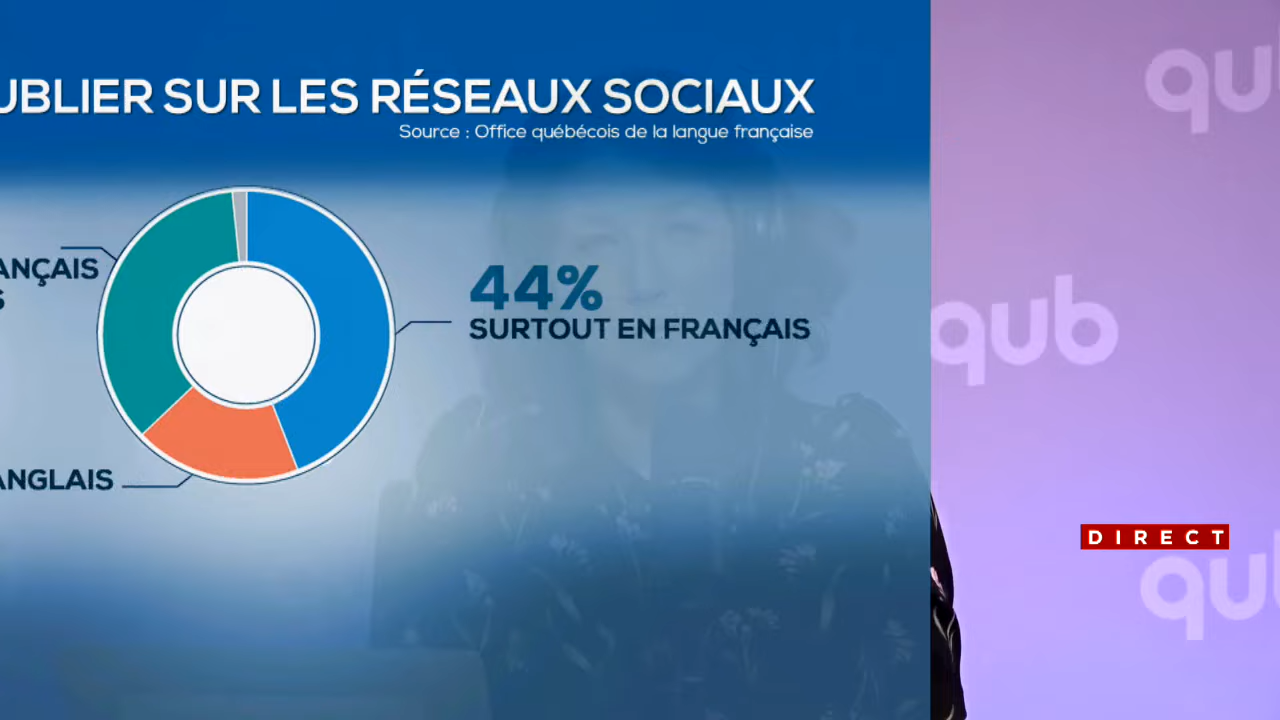 UBLIER SUR LES RÉSEAUX SOCIAUX
Source : Office québécois de la langue française
ANÇAIS
S
44%
SURTOUT EN FRANÇAIS
ANGLAIS
qub
qub
DIRECT
qub